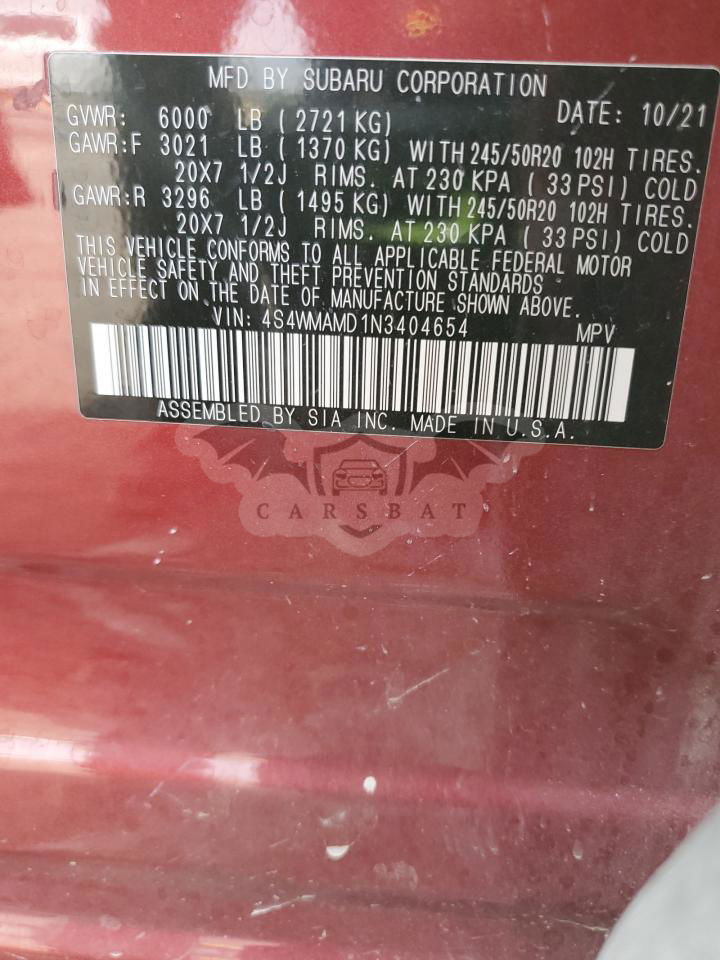 MFD BY SUBARU CORPORATION
GVWR: 6000 LB ( 2721 KG) DATE: 10/21
GAWR:F 3021 LB ( 1370 KG) WITH 245/50R20 102H TIRES.
20X7 1/2J RIMS. AT 230 KPA ( 33 PSI) COLD
GAWR:R 3296 LB ( 1495 KG) WITH 245/50R20 102H TIRES.
20X7 1/2J RIMS. AT 230 KPA ( 33 PSI) COLD
THIS VEHICLE CONFORMS TO ALL APPLICABLE FEDERAL MOTOR
VEHICLE SAFETY AND THEFT PREVENTION STANDARDS
IN EFFECT ON THE DATE OF MANUFACTURE SHOWN ABOVE.
VIN: 4S4WMAMD1N3404654 MPV
ASSEMBLED BY SIA INC. MADE IN U.S.A.
CARSBAT